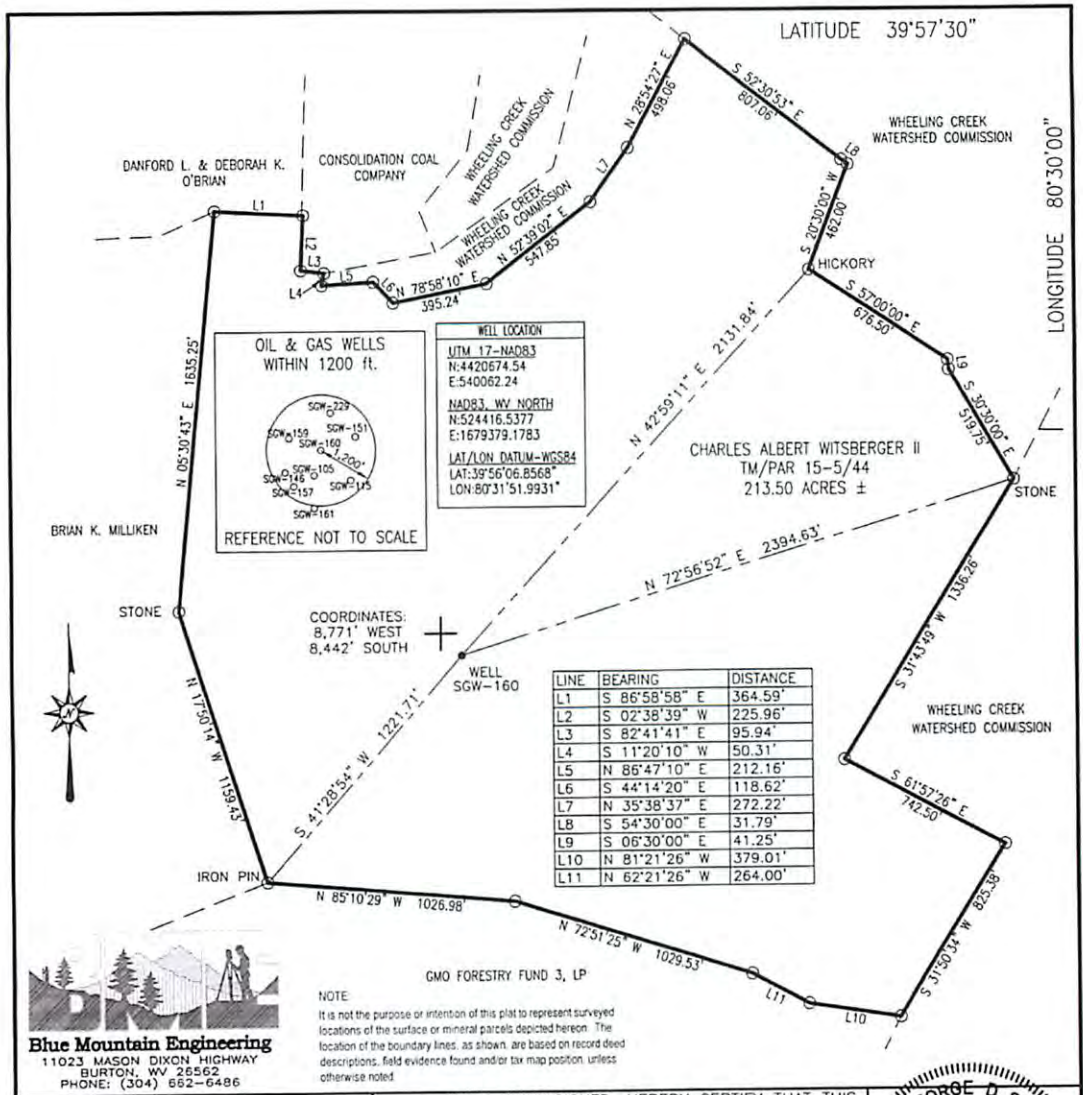 LATITUDE 39°57'30"
LONGITUDE 80°30'00"
S 52°30'53" E
807.06'
L8
WHEELING CREEK
WATERSHED COMMISSION
N 28°54'27" E
498.06'
L7
DANFORD L. & DEBORAH K.
O'BRIAN
CONSOLIDATION COAL
COMPANY
WHEELING CREEK
WATERSHED COMMISSION
WHEELING CREEK
WATERSHED COMMISSION
L1
L2
L3
L4
L5
L6
N 78°58'10" E
395.24'
N 52°39'02" E
547.85'
S 20°30'00" W
462.00'
HICKORY
S 57°00'00" E
676.50'
L9
S 30°30'00" E
519.75'
STONE
OIL & GAS WELLS
WITHIN 1200 ft.
SGW-229
SGW-159
SGW-151
SGW-160
1,200'
SGW-105
SGW-146
SGW-157
SGW-115
SGW-161
REFERENCE NOT TO SCALE
WELL LOCATION
UTM 17-NAD83
N:4420674.54
E:540062.24
NAD83, WV NORTH
N:524416.5377
E:1679379.1783
LAT/LON DATUM-WGS84
LAT:39°56'06.8568"
LON:80°31'51.9931"
N 42°59'11" E 2131.84'
CHARLES ALBERT WITSBERGER II
TM/PAR 15-5/44
213.50 ACRES ±
N 72°56'52" E 2394.63'
N 05°30'43" E 1635.25'
BRIAN K. MILLIKEN
STONE
COORDINATES:
8,771' WEST
8,442' SOUTH
WELL
SGW-160
S 31°43'49" W 1336.26'
N
N 17°50'14" W 1159.43'
S 41°28'54" W 1221.71'
LINE BEARING DISTANCE
L1 S 86°58'58" E 364.59'
L2 S 02°38'39" W 225.96'
L3 S 82°41'41" E 95.94'
L4 S 11°20'10" W 50.31'
L5 N 86°47'10" E 212.16'
L6 S 44°14'20" E 118.62'
L7 N 35°38'37" E 272.22'
L8 S 54°30'00" E 31.79'
L9 S 06°30'00" E 41.25'
L10 N 81°21'26" W 379.01'
L11 N 62°21'26" W 264.00'
WHEELING CREEK
WATERSHED COMMISSION
S 61°57'26" E
742.50'
S 31°50'34" W 825.38'
IRON PIN
N 85°10'29" W 1026.98'
N 72°51'25" W
1029.53'
L11
L10
GMO FORESTRY FUND 3, LP
BME
Blue Mountain Engineering
11023 MASON DIXON HIGHWAY
BURTON, WV 26562
PHONE: (304) 662-6486
NOTE
It is not the purpose or intention of this plat to represent surveyed
locations of the surface or mineral parcels depicted hereon. The
location of the boundary lines, as shown, are based on record deed
descriptions, field evidence found and/or tax map position, unless
otherwise noted
HEREBY CERTIFY THAT THIS